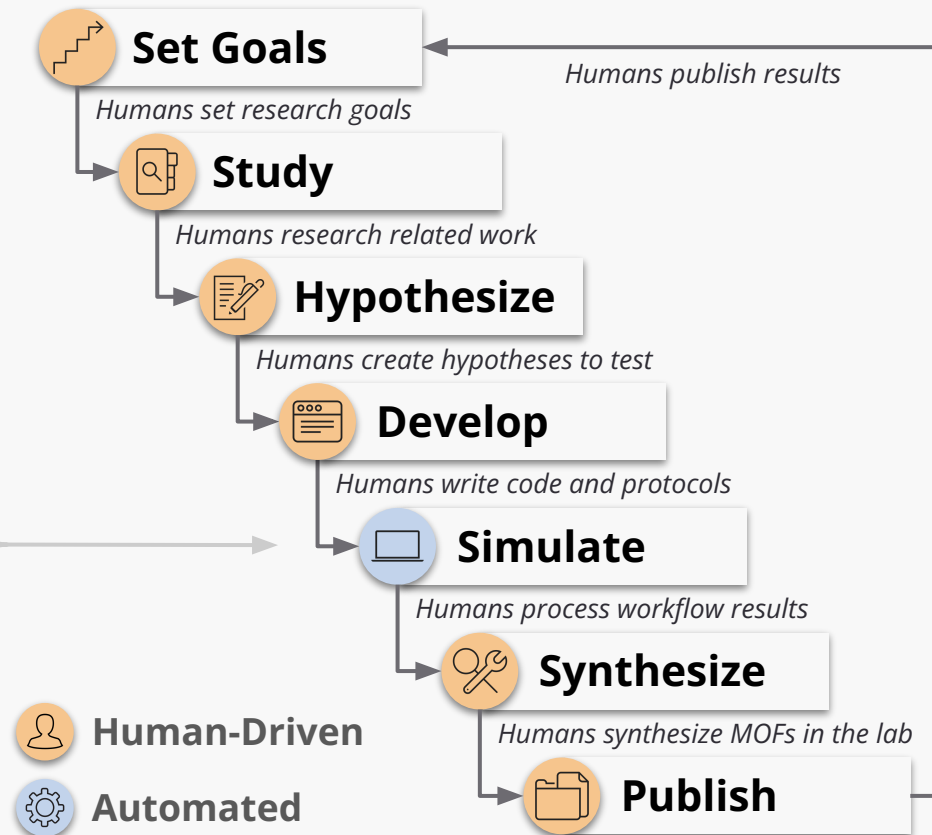 Set Goals
Humans publish results
Humans set research goals
Study
Humans research related work
Hypothesize
Humans create hypotheses to test
Develop
Humans write code and protocols
Simulate
Humans process workflow results
Synthesize
Humans synthesize MOFs in the lab
Publish
Human-Driven
Automated